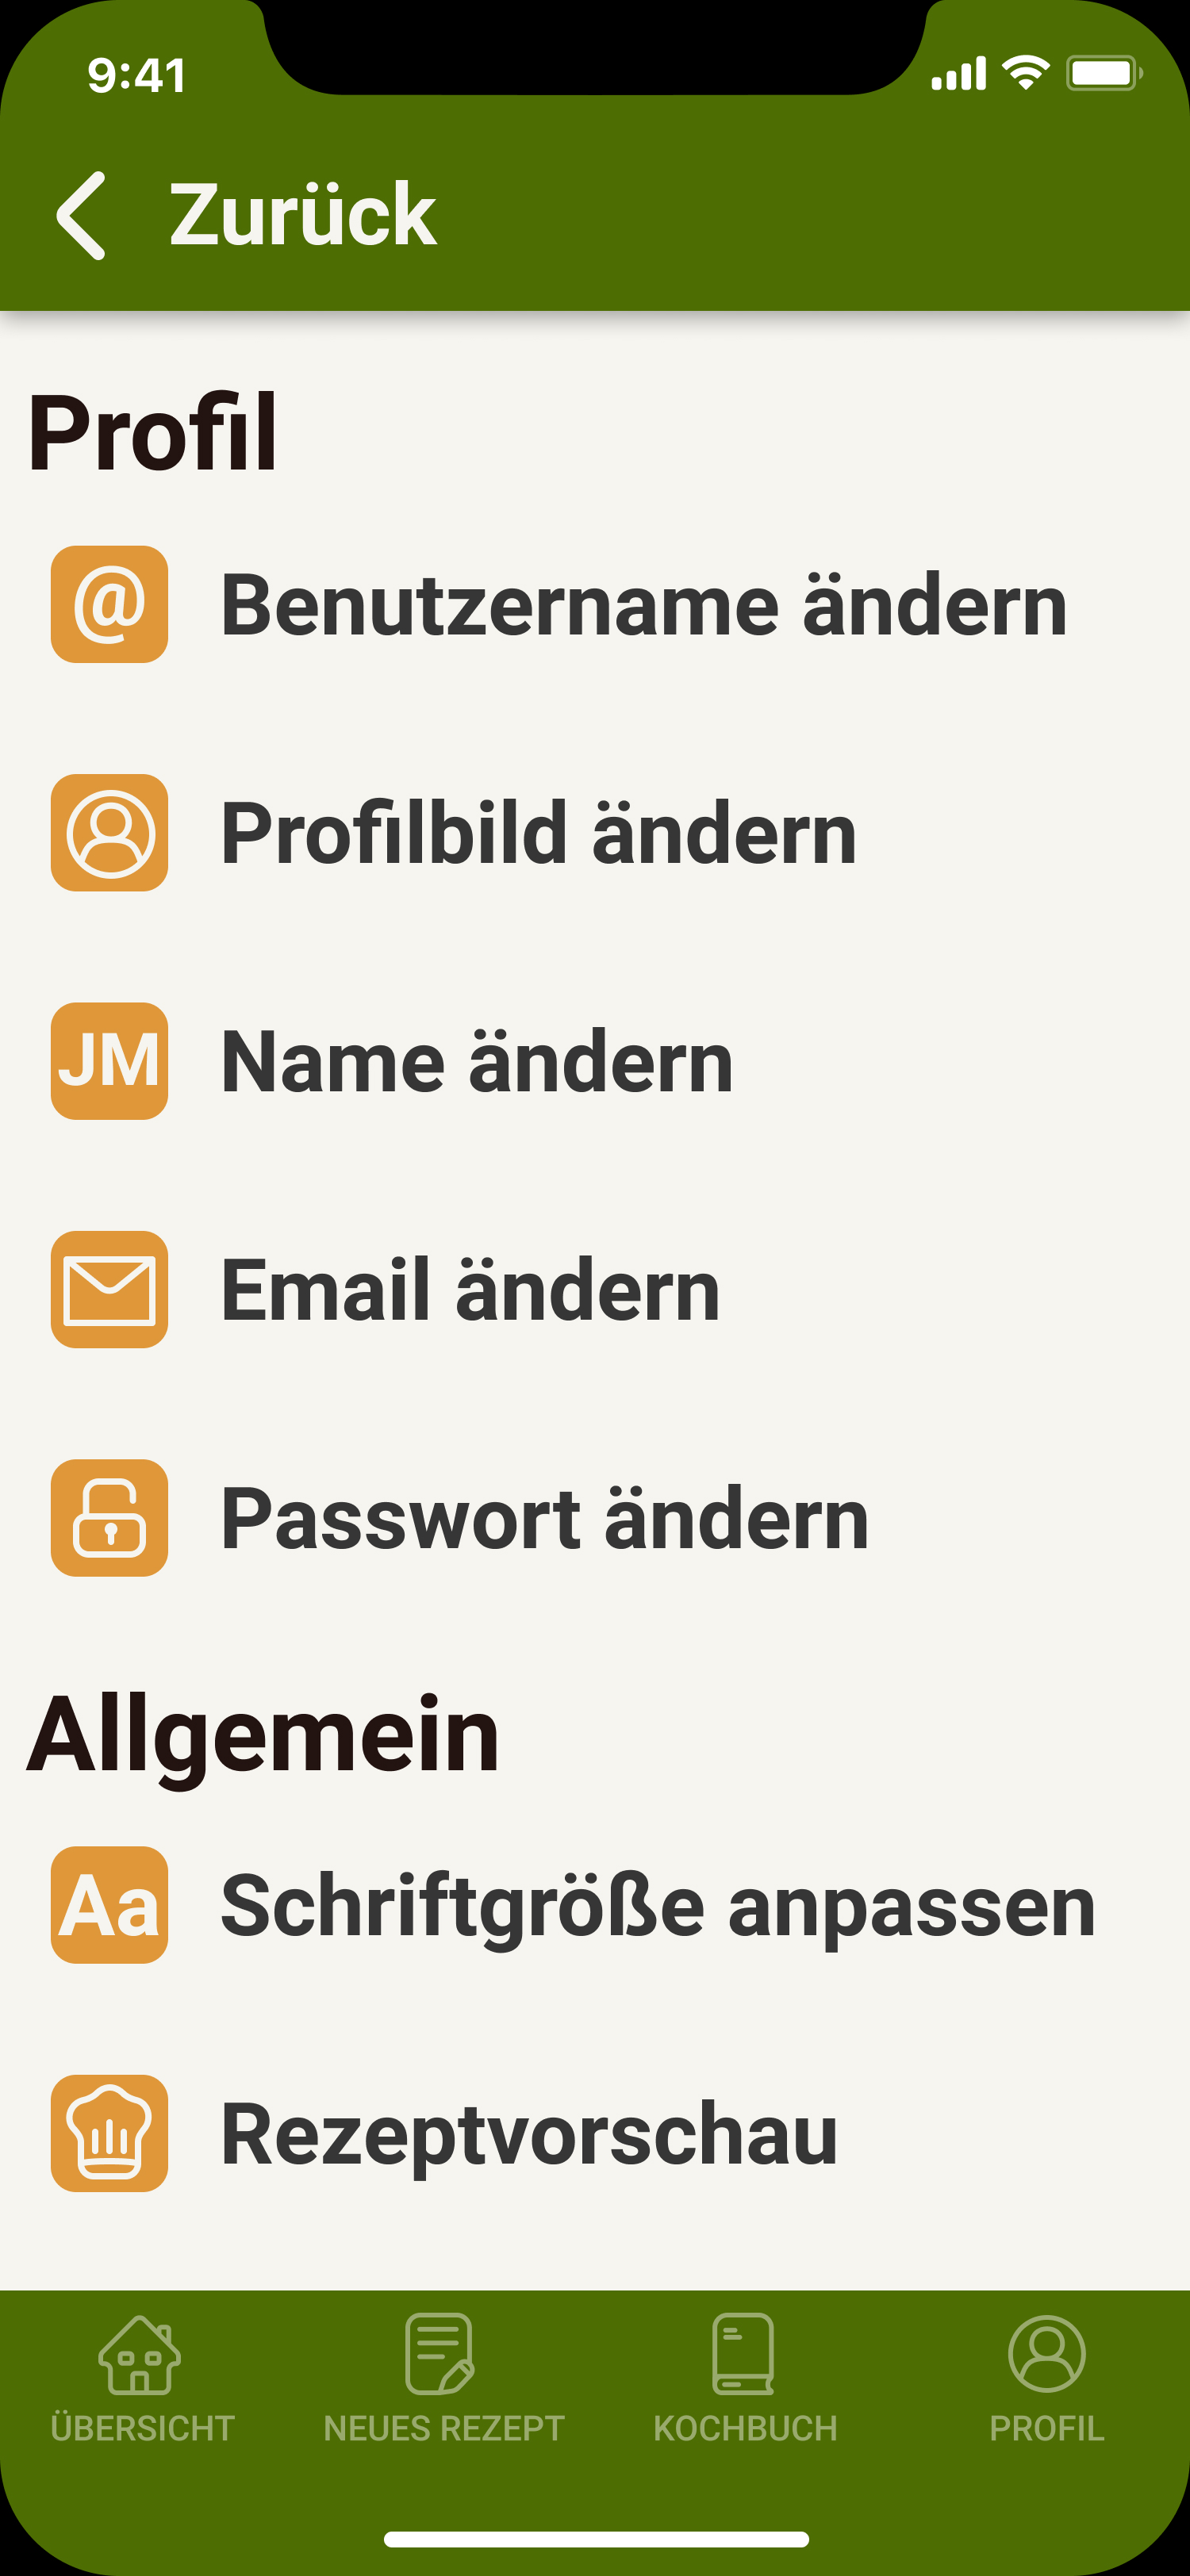 9:41
Zurück
Profil
@ Benutzername ändern
Profilbild ändern
JM Name ändern
Email ändern
Passwort ändern
Allgemein
Aa Schriftgröße anpassen
Rezeptvorschau
ÜBERSICHT NEUES REZEPT KOCHBUCH PROFIL